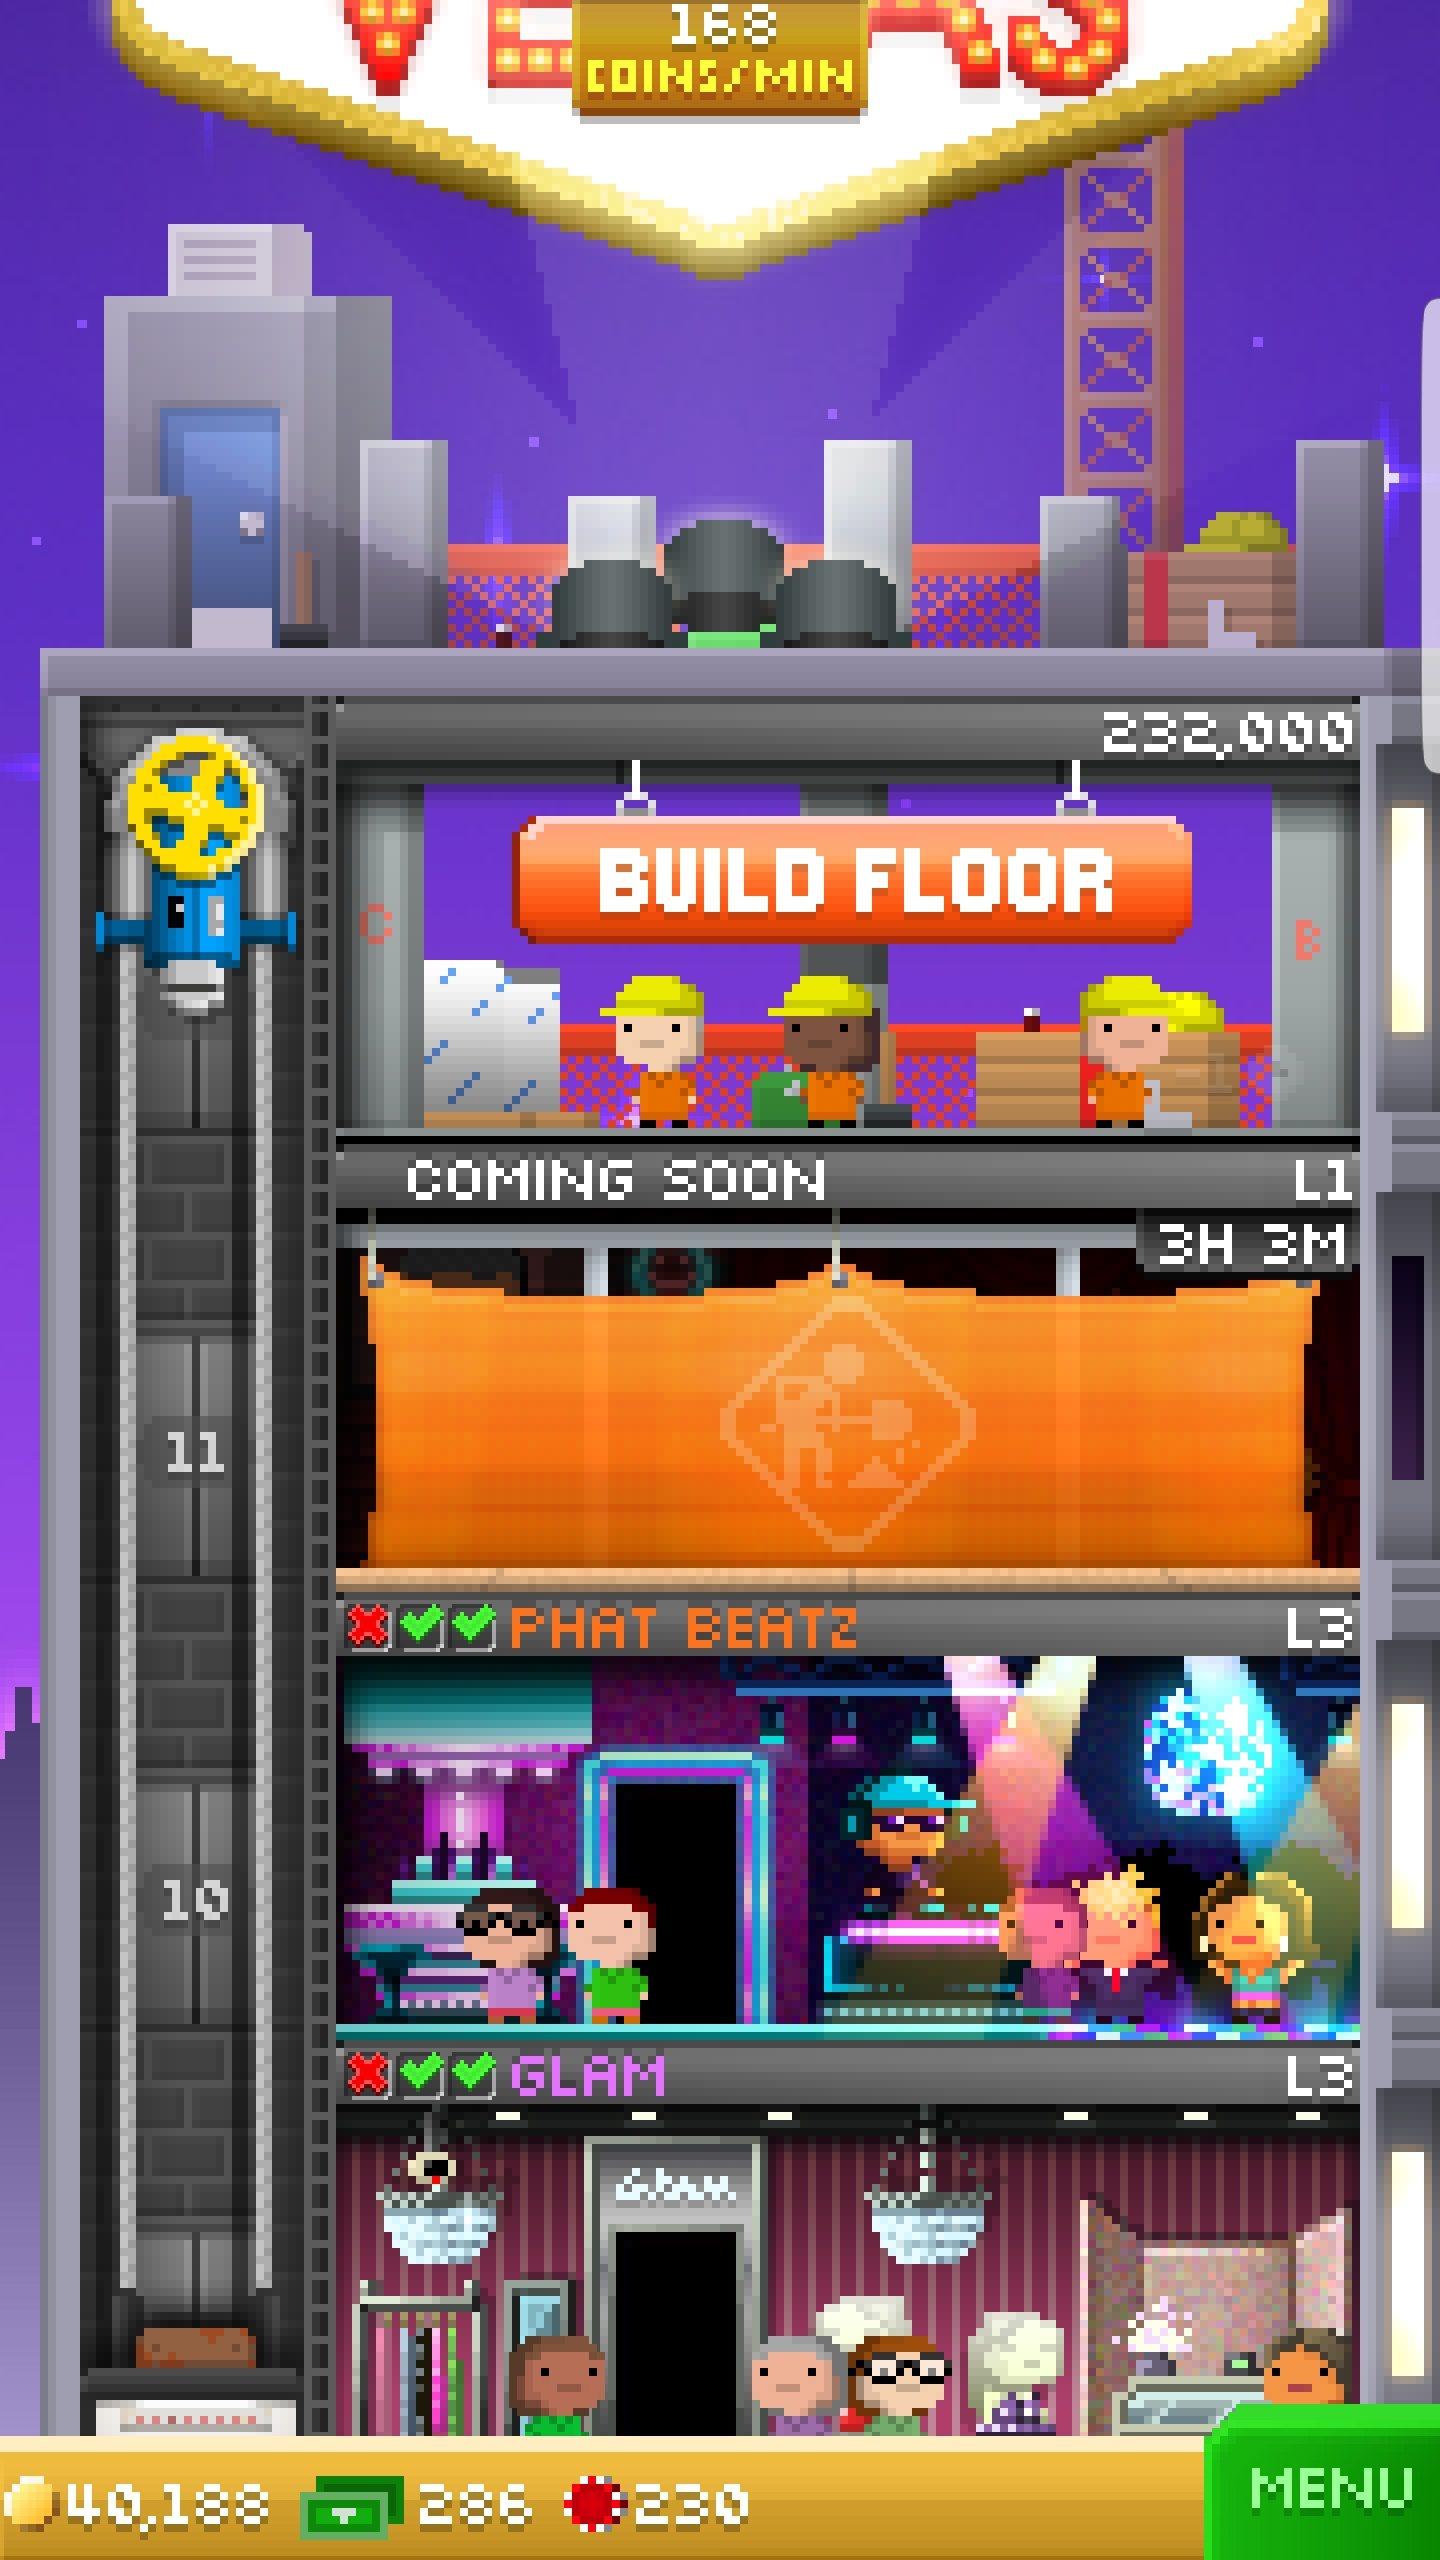 VEGAS
168
COINS/MIN
232,000
BUILD FLOOR
C
B
COMING SOON L1
3H 3M
11
PHAT BEATZ L3
10
GLAM L3
Glam
40,188 286 230
MENU